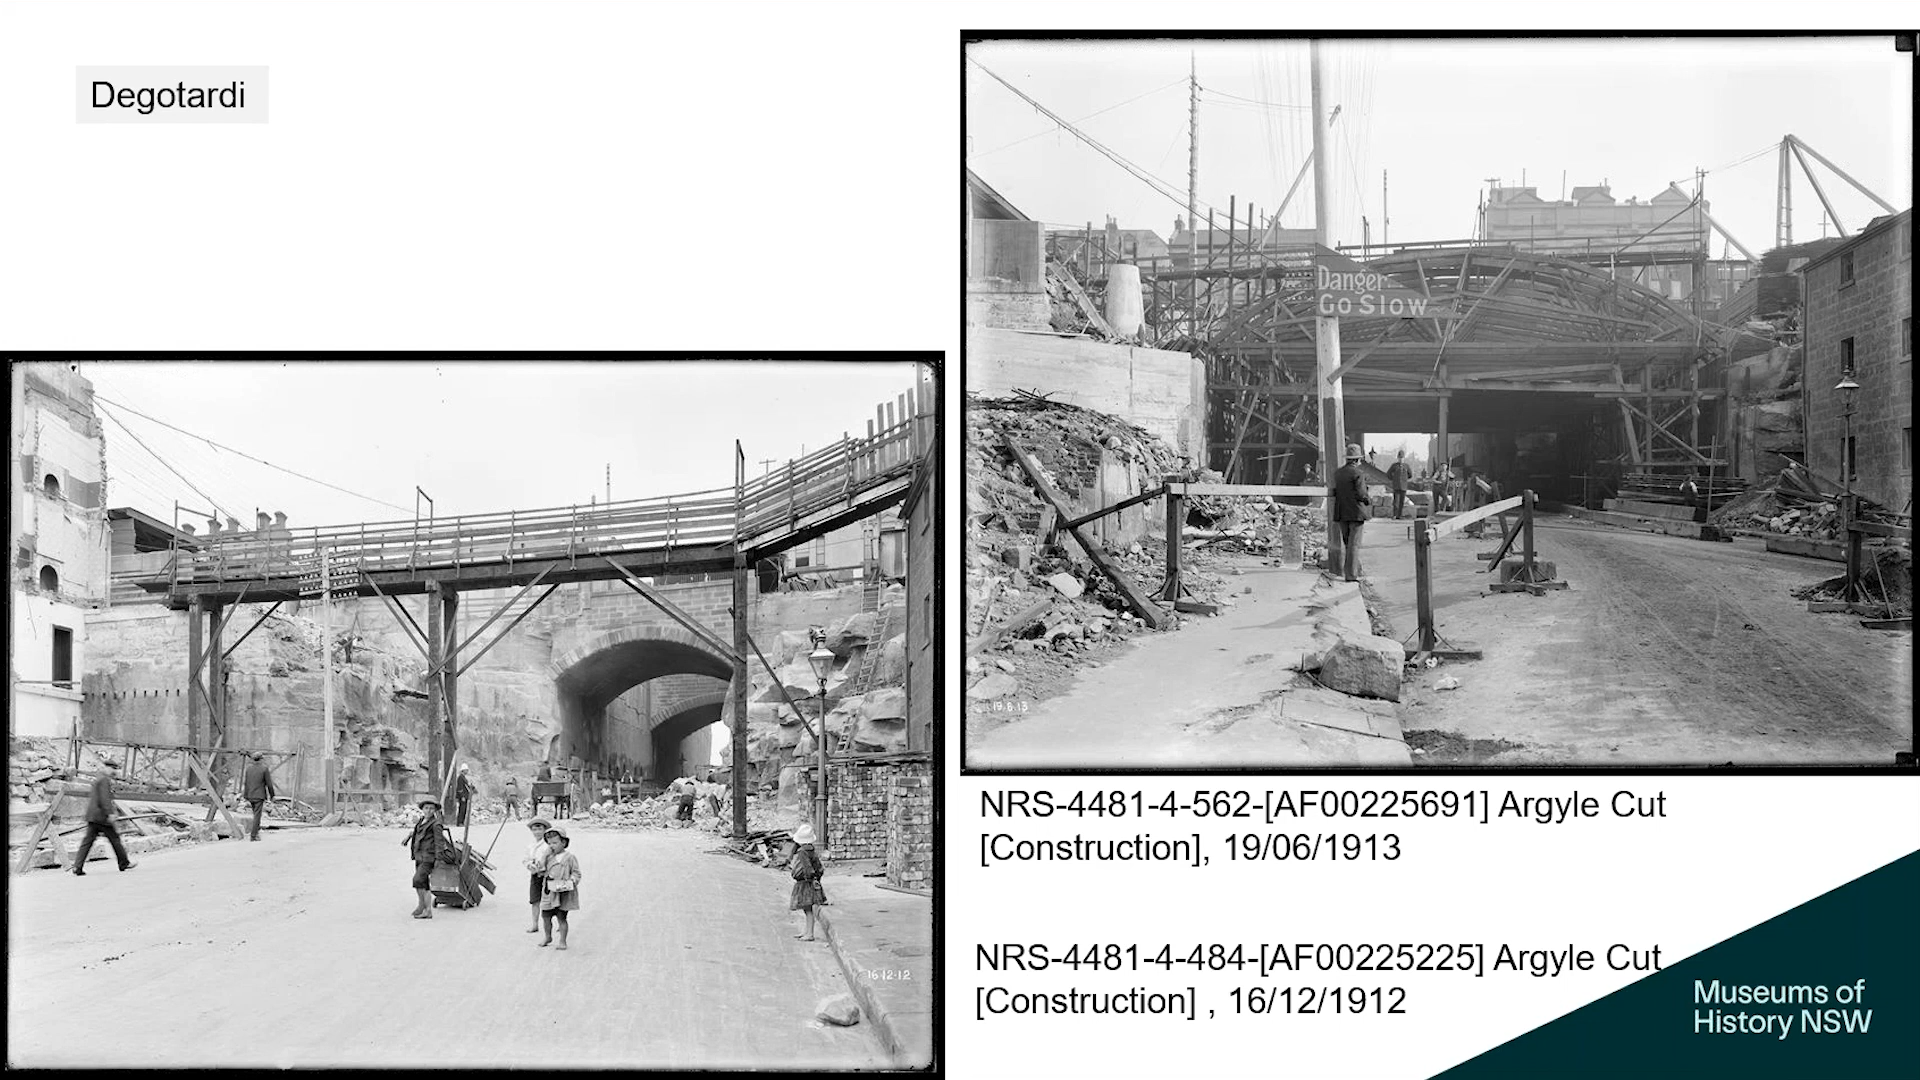 Degotardi
Danger
Go Slow
19.6.13
16.12.12
NRS-4481-4-562-[AF00225691] Argyle Cut
[Construction], 19/06/1913
NRS-4481-4-484-[AF00225225] Argyle Cut
[Construction] , 16/12/1912
Museums of
History NSW